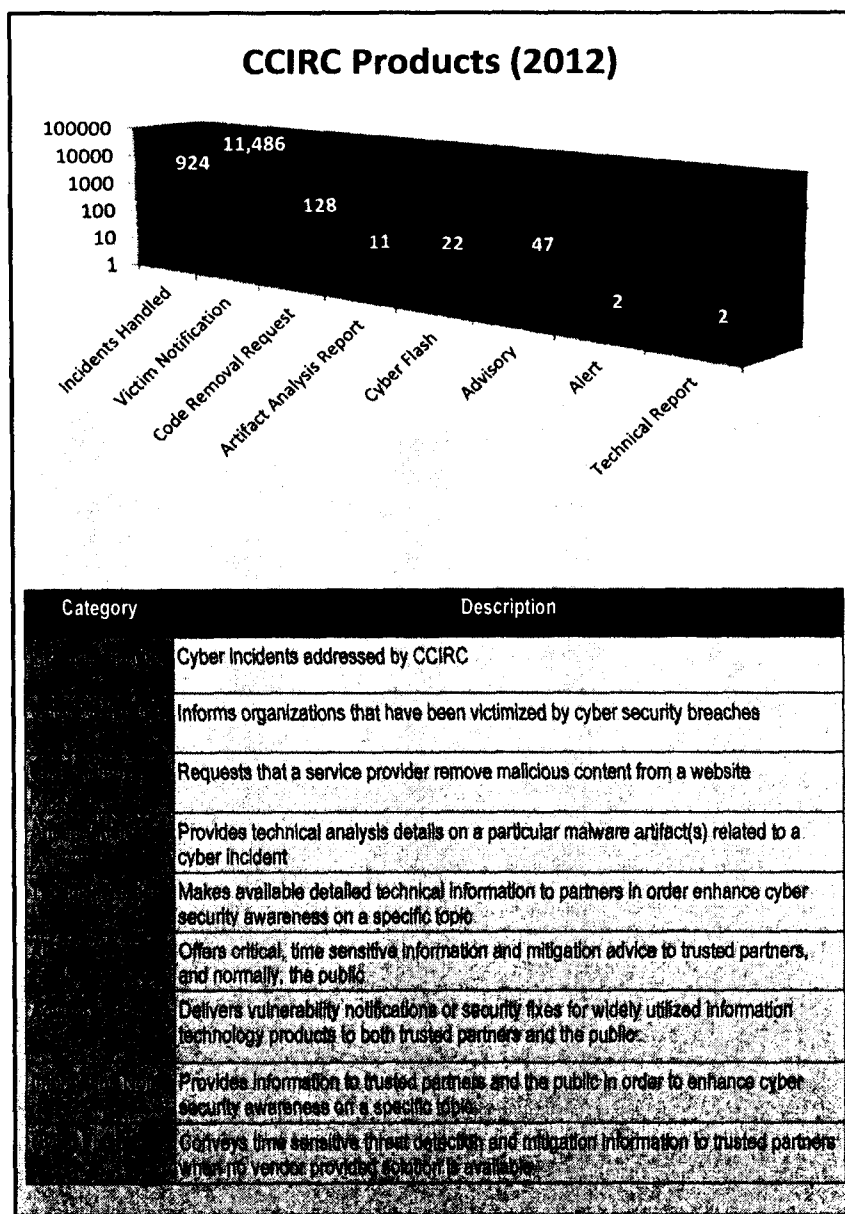 CCIRC Products (2012)
100000
10000
1000
100
10
1
924
11,486
128
11
22
47
2
2
Incidents Handled
Victim Notification
Code Removal Request
Artifact Analysis Report
Cyber Flash
Advisory
Alert
Technical Report
Category Description
Cyber Incidents addressed by CCIRC
Informs organizations that have been victimized by cyber security breaches
Requests that a service provider remove malicious content from a website
Provides technical analysis details on a particular malware artifact(s) related to a
cyber incident
Makes available detailed technical information to partners in order enhance cyber
security awareness on a specific topic
Offers critical, time sensitive information and mitigation advice to trusted partners,
and normally, the public
Delivers vulnerability notifications or security fixes for widely utilized information
technology products to both trusted partners and the public
Provides information to trusted partners and the public in order to enhance cyber
security awareness on a specific topic
Conveys time sensitive threat detection and mitigation information to trusted partners
when no vendor provided solution is available